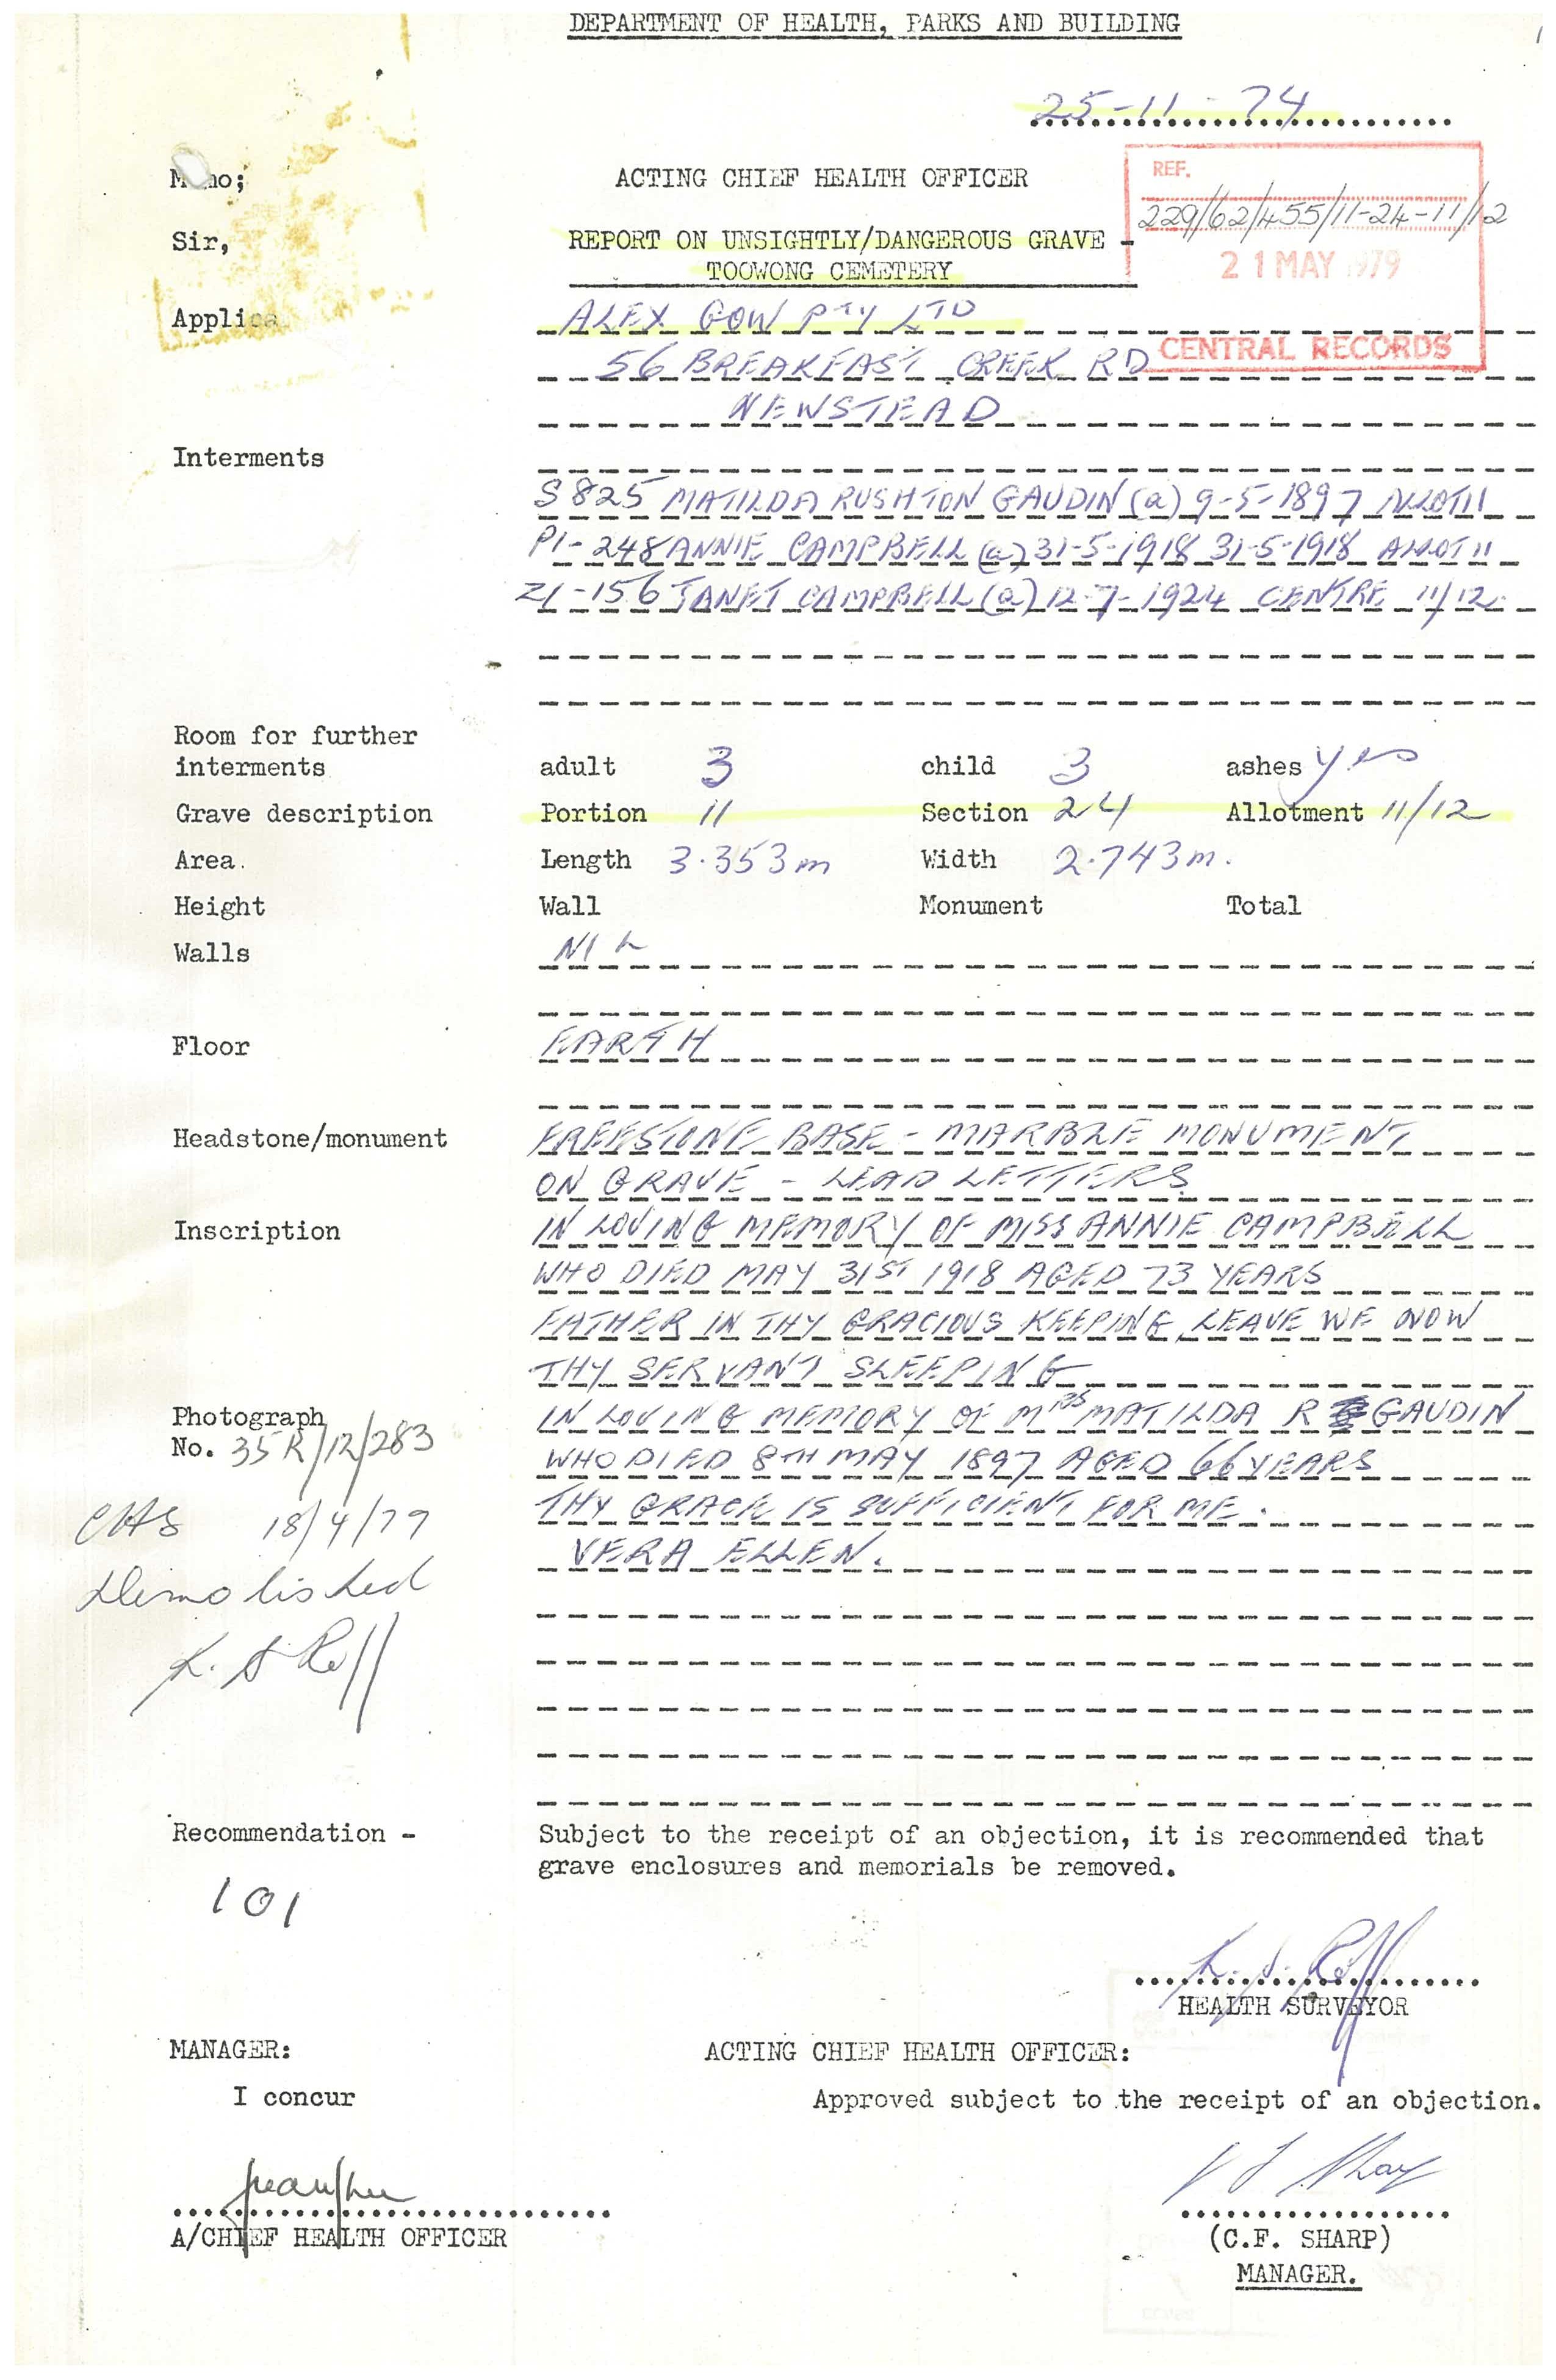 DEPARTMENT OF HEALTH, PARKS AND BUILDING
25-11-74
Memo; ACTING CHIEF HEALTH OFFICER
REF.
229/62/455/11-24-11/12
Sir, REPORT ON UNSIGHTLY/DANGEROUS GRAVE -
TOOWONG CEMETERY
21 MAY 1979
CENTRAL RECORDS
Applica ALEX GOW PTY LTD
56 BREAKFAST CREEK RD
NEWSTEAD
Interments
S825 MATILDA RUSHTON GAUDIN (a) 9-5-1897 ALLOT 11
P1-248 ANNIE CAMPBELL (a) 31-5-1918 31-5-1918 ALLOT 11
Z1-156 JANET CAMPBELL (a) 12-7-1924 CENTRE 11/12.
Room for further
interments adult 3 child 3 ashes yes
Grave description Portion 11 Section 24 Allotment 11/12
Area. Length 3.353m Width 2.743m.
Height Wall Monument Total
Walls NIL
Floor EARTH
Headstone/monument FREESTONE BASE - MARBLE MONUMENT
ON GRAVE - LEAD LETTERS
Inscription IN LOVING MEMORY OF MISS ANNIE CAMPBELL
WHO DIED MAY 31ST 1918 AGED 73 YEARS
FATHER IN THY GRACIOUS KEEPING LEAVE WE NOW
THY SERVANT SLEEPING
Photograph
No. 35R/12/283
IN LOVING MEMORY OF MRS MATILDA R GAUDIN
WHO DIED 8TH MAY 1897 AGED 66 YEARS
THY GRACE IS SUFFICIENT FOR ME.
VERA ELLEN.
18/4/79
Demolished
K. S. Roff
Recommendation - Subject to the receipt of an objection, it is recommended that
grave enclosures and memorials be removed.
101
K. S. Roff
HEALTH SURVEYOR
MANAGER: ACTING CHIEF HEALTH OFFICER:
I concur Approved subject to the receipt of an objection.
A/CHIEF HEALTH OFFICER (C.F. SHARP)
MANAGER.